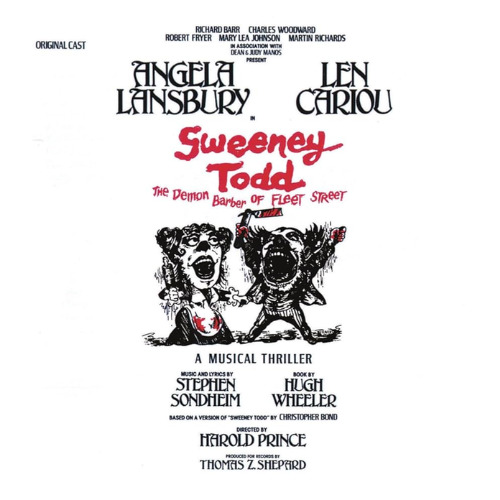 RICHARD BARR CHARLES WOODWARD
ROBERT FRYER MARY LEA JOHNSON MARTIN RICHARDS
IN ASSOCIATION WITH
DEAN & JUDY MANOS
PRESENT
ORIGINAL CAST
ANGELA LANSBURY
LEN CARIOU
IN
Sweeney
Todd
The Demon Barber of Fleet Street
A MUSICAL THRILLER
MUSIC AND LYRICS BY
STEPHEN
SONDHEIM
BOOK BY
HUGH
WHEELER
BASED ON A VERSION OF "SWEENEY TODD" BY CHRISTOPHER BOND
DIRECTED BY
HAROLD PRINCE
PRODUCED FOR RECORDS BY
THOMAS Z. SHEPARD